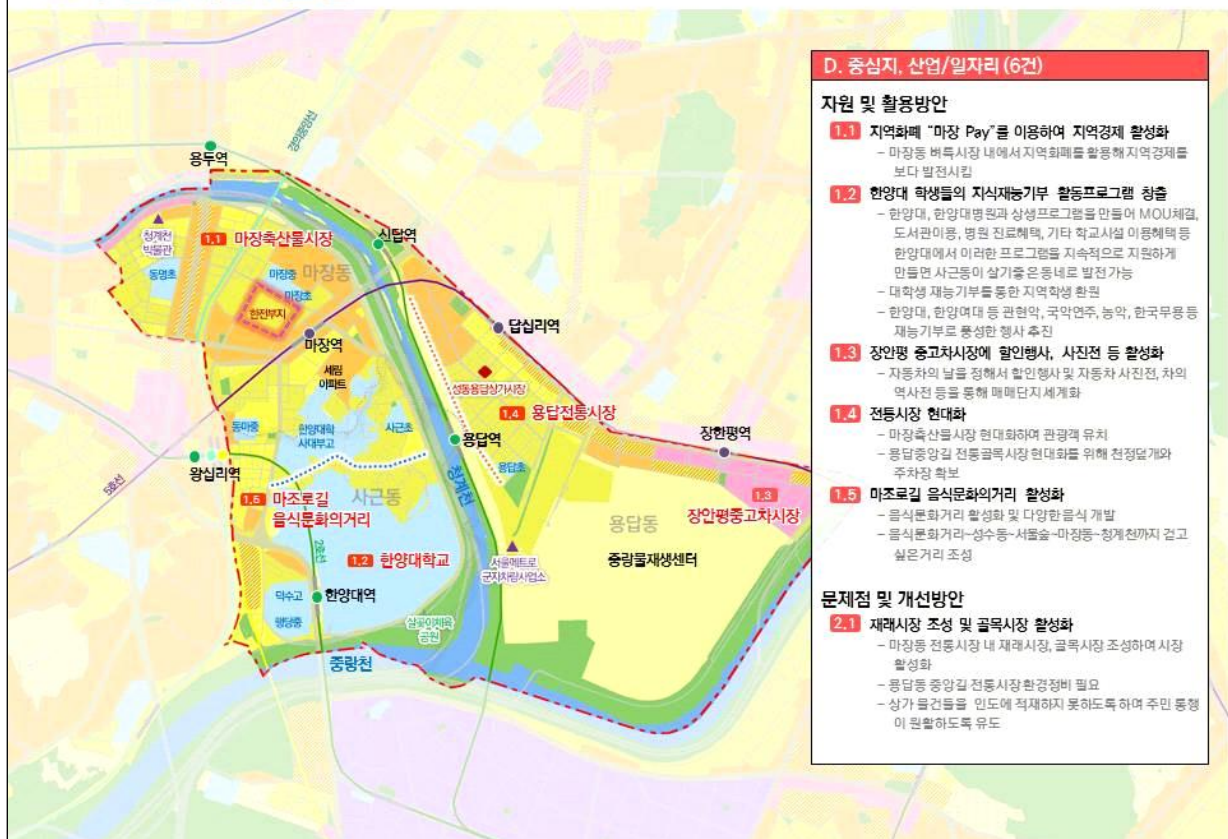 용두역
경의중앙선
청계천
박물관
1.1 마장축산물시장
신답역
동명초
마장중
마장동
마장초
한전부지
마장역
답십리역
세림
아파트
성동용답상가시장
1.4 용답전통시장
동마중
한양대학
사대부고
사근초
용답역
장한평역
왕십리역
5호선
청계천
용답초
1.5 마조로길
음식문화의거리
사근동
용답동
1.3
장안평중고차시장
2호선
1.2 한양대학교
서울메트로
군자차량사업소
중랑물재생센터
덕수고
한양대역
행당중
살곶이체육
공원
중랑천
D. 중심지, 산업/일자리 (6건)
자원 및 활용방안
1.1 지역화폐 "마장 Pay"를 이용하여 지역경제 활성화
– 마장동 벼룩시장 내에서 지역화폐를 활용해 지역경제를
보다 발전시킴
1.2 한양대 학생들의 지식재능기부 활동프로그램 창출
– 한양대, 한양대병원과 상생프로그램을 만들어 MOU체결,
도서관이용, 병원 진료혜택, 기타 학교시설 이용혜택 등
한양대에서 이러한 프로그램을 지속적으로 지원하게
만들면 사근동이 살기좋은 동네로 발전 가능
– 대학생 재능기부를 통한 지역학생 환원
– 한양대, 한양여대 등 관현악, 국악연주, 농악, 한국무용 등
재능기부로 풍성한 행사 추진
1.3 장안평 중고차시장에 할인행사, 사진전 등 활성화
– 자동차의 날을 정해서 할인행사 및 자동차 사진전, 차의
역사전 등을 통해 매매단지 세계화
1.4 전통시장 현대화
– 마장축산물시장 현대화하여 관광객 유치
– 용답중앙길 전통골목시장 현대화를 위해 천정덮개와
주차장 확보
1.5 마조로길 음식문화의거리 활성화
– 음식문화거리 활성화 및 다양한 음식 개발
– 음식문화거리~성수동~서울숲~마장동~청계천까지 걷고
싶은거리 조성
문제점 및 개선방안
2.1 재래시장 조성 및 골목시장 활성화
– 마장동 전통시장 내 재래시장, 골목시장 조성하여 시장
활성화
– 용답동 중앙길 전통시장 환경정비 필요
– 상가 물건들을 인도에 적재하지 못하도록 하여 주민 통행
이 원활하도록 유도